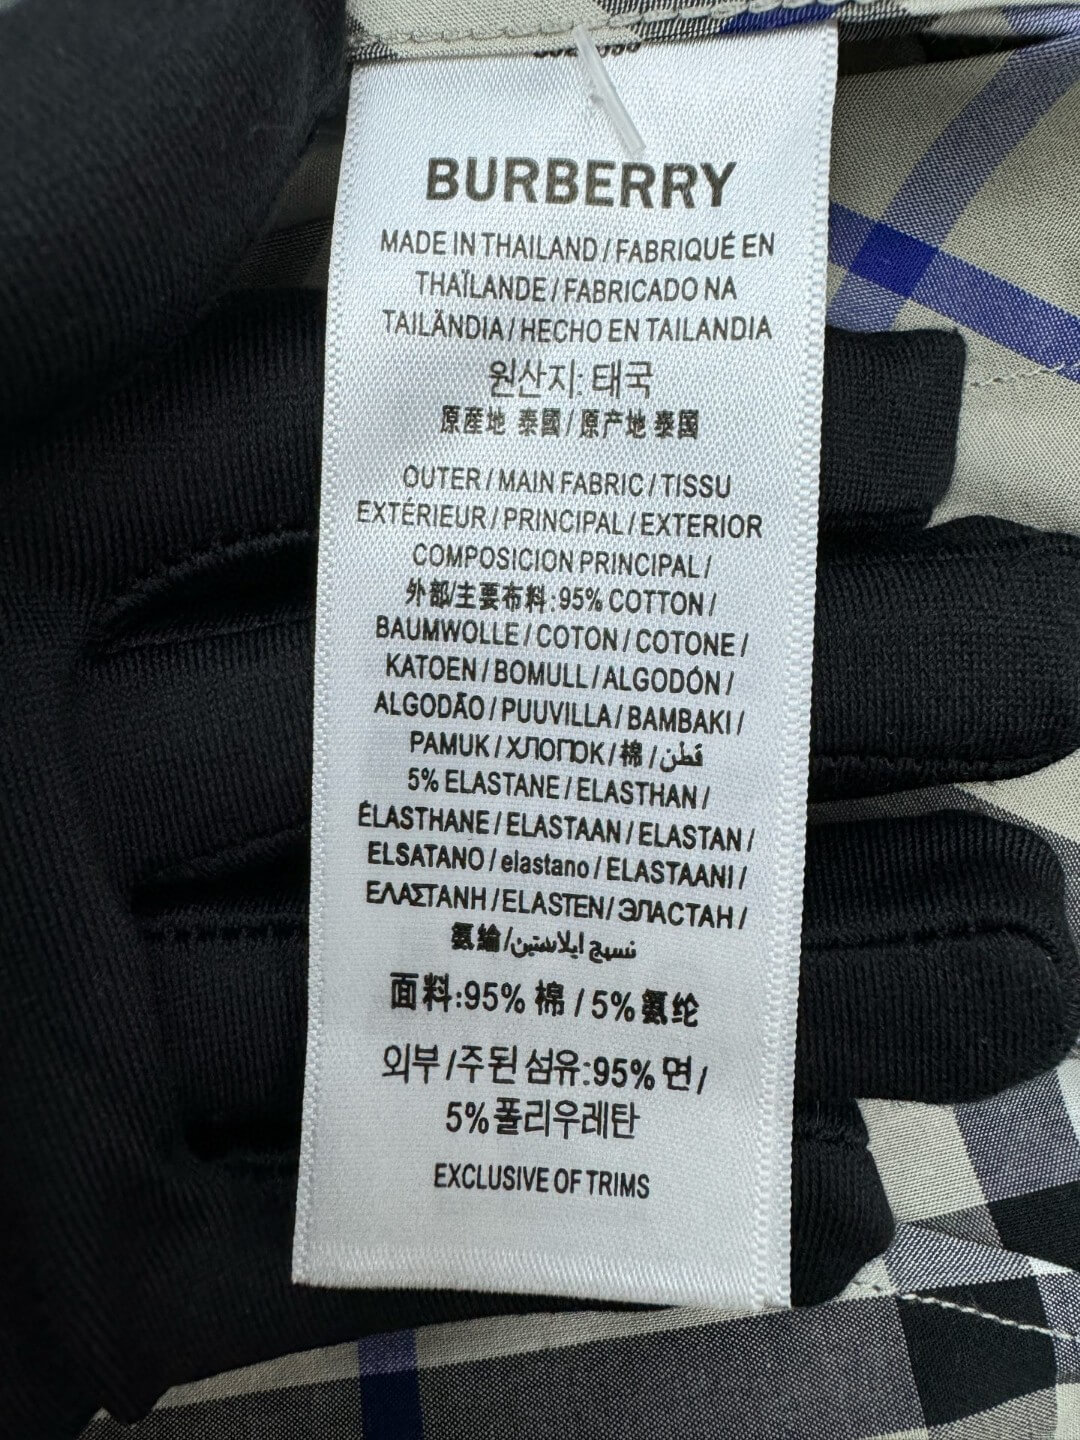 BURBERRY
MADE IN THAILAND / FABRIQUÉ EN
THAÏLANDE / FABRICADO NA
TAILÂNDIA / HECHO EN TAILANDIA
원산지: 태국
原産地 泰國 / 原产地 泰国
OUTER / MAIN FABRIC / TISSU
EXTÉRIEUR / PRINCIPAL / EXTERIOR
COMPOSICION PRINCIPAL /
外部/主要布料: 95% COTTON /
BAUMWOLLE / COTON / COTONE /
KATOEN / BOMULL / ALGODÓN /
ALGODÃO / PUUVILLA / BAMBAKI /
PAMUK / ХЛОПОК / 棉 / قطن
5% ELASTANE / ELASTHAN /
ÉLASTHANE / ELASTAAN / ELASTAN /
ELSATANO / elastano / ELASTAANI /
ΕΛΑΣΤΑΝΗ / ELASTEN / ЭЛАСТАН /
氨綸 / نسيج ايلاستين
面料:95% 棉 / 5% 氨纶
외부 / 주된 섬유:95% 면 /
5% 폴리우레탄
EXCLUSIVE OF TRIMS